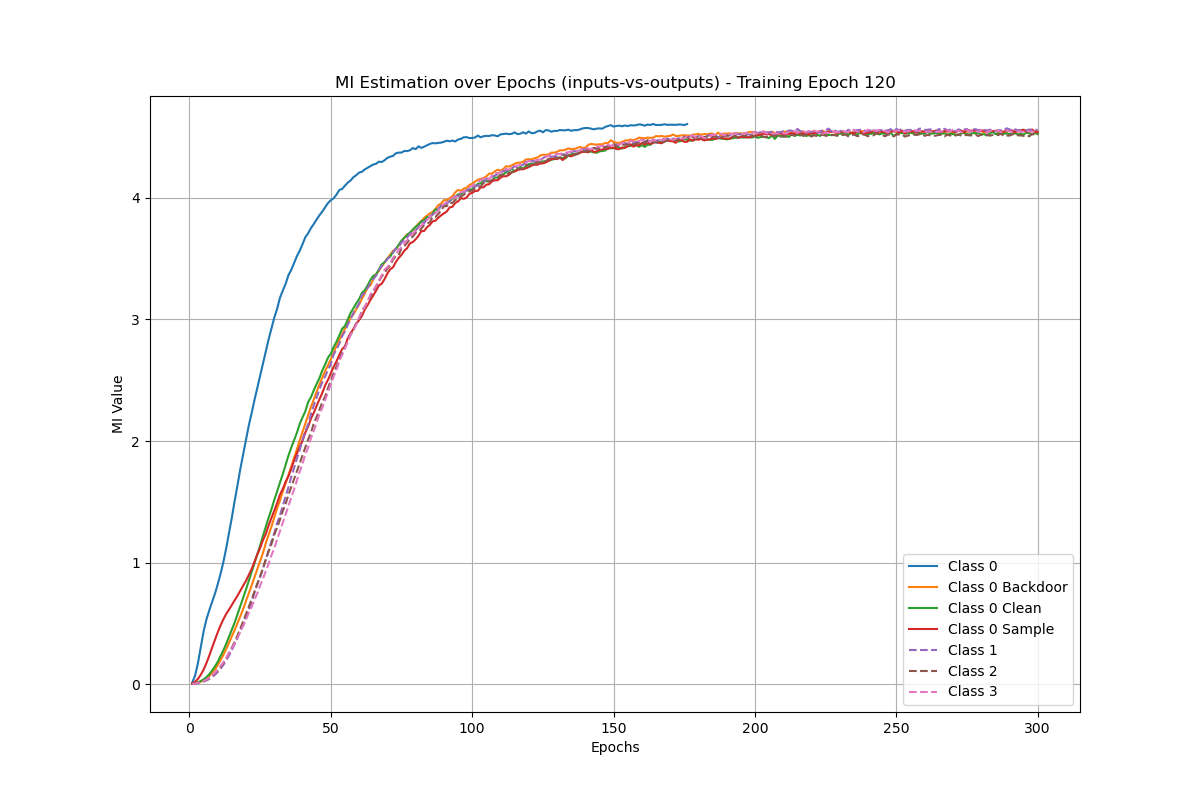 MI Estimation over Epochs (inputs-vs-outputs) - Training Epoch 120
MI Value
4
3
2
1
0
0 50 100 150 200 250 300
Epochs
Class 0
Class 0 Backdoor
Class 0 Clean
Class 0 Sample
Class 1
Class 2
Class 3